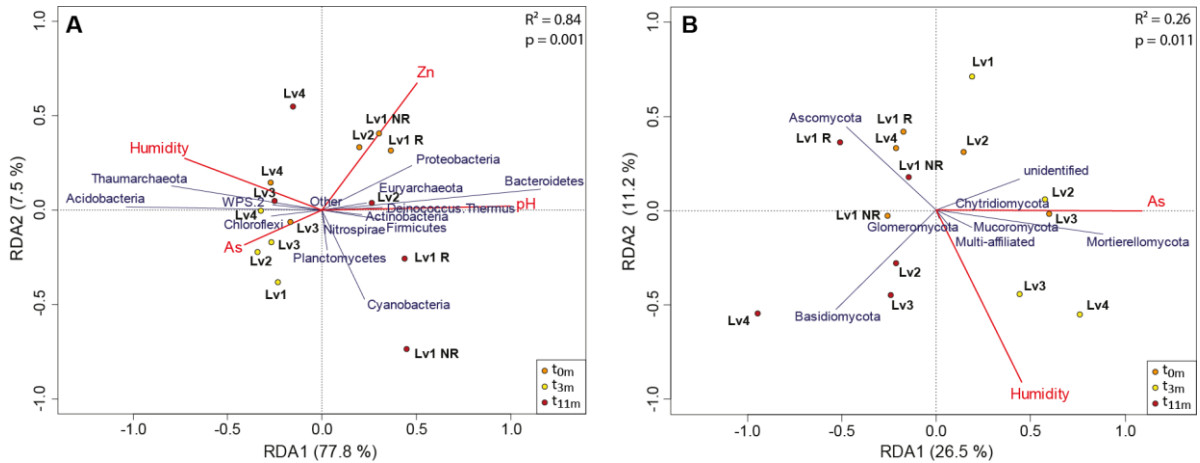 A
R² = 0.84
p = 0.001
1.0
0.5
0.0
-0.5
-1.0
RDA2 (7.5 %)
Zn
Lv4
Lv1 NR
Lv2
Lv1 R
Humidity
Proteobacteria
Lv4
Thaumarchaeota
Euryarchaeota
Bacteroidetes
Acidobacteria
Lv3
WPS.2
Other
Lv2
Deinococcus.Thermus
pH
Lv4
Actinobacteria
Chloroflexi
Lv3
Nitrospirae
Firmicutes
As
Lv3
Planctomycetes
Lv2
Lv1 R
Lv1
Cyanobacteria
Lv1 NR
t0m
t3m
t11m
-1.0
-0.5
0.0
0.5
1.0
RDA1 (77.8 %)
B
R² = 0.26
p = 0.011
1.0
0.5
0.0
-0.5
-1.0
RDA2 (11.2 %)
Lv1
Ascomycota
Lv1 R
Lv1 R
Lv4
Lv2
Lv1 NR
unidentified
Lv2
Chytridiomycota
As
Lv1 NR
Lv3
Glomeromycota
Mucoromycota
Multi-affiliated
Mortierellomycota
Lv2
Lv3
Lv3
Basidiomycota
Lv4
Lv4
Humidity
t0m
t3m
t11m
-1.0
-0.5
0.0
0.5
1.0
RDA1 (26.5 %)